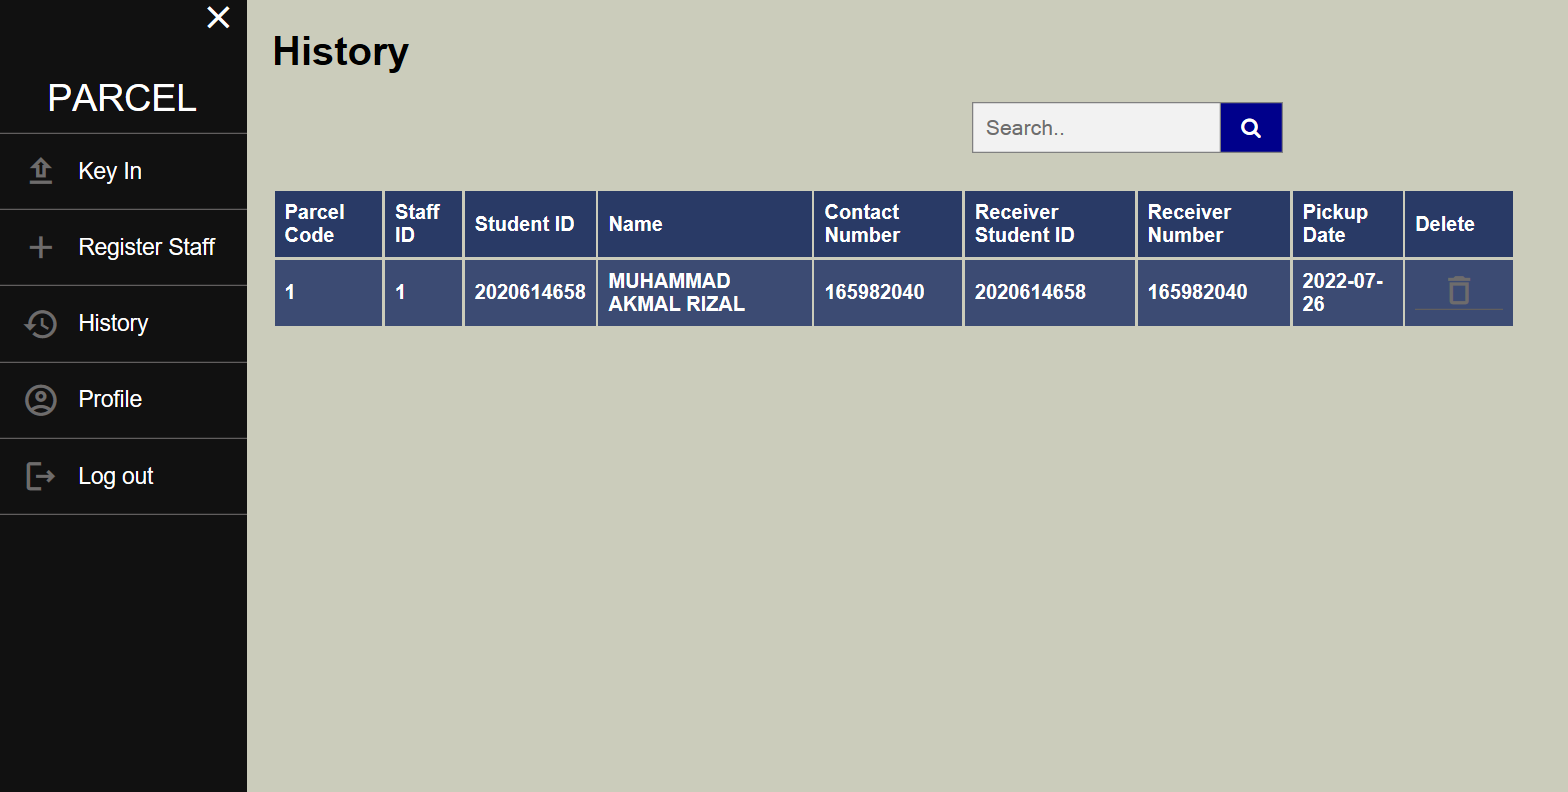 PARCEL
Key In
Register Staff
History
Profile
Log out
History
Search..
Parcel Code
Staff ID
Student ID
Name
Contact Number
Receiver Student ID
Receiver Number
Pickup Date
Delete
1
1
2020614658
MUHAMMAD
AKMAL RIZAL
165982040
2020614658
165982040
2022-07-
26